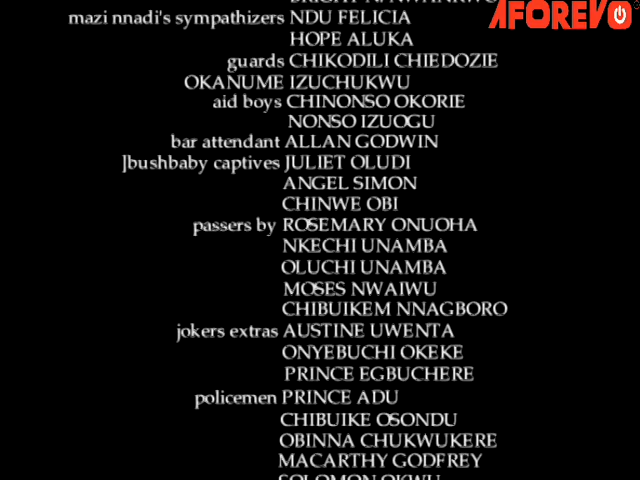 AFOREVO
mazi nnadi's sympathizers NDU FELICIA
HOPE ALUKA
guards CHIKODILI CHIEDOZIE
OKANUME IZUCHUKWU
aid boys CHINONSO OKORIE
NONSO IZUOGU
bar attendant ALLAN GODWIN
]bushbaby captives JULIET OLUDI
ANGEL SIMON
CHINWE OBI
passers by ROSEMARY ONUOHA
NKECHI UNAMBA
OLUCHI UNAMBA
MOSES NWAIWU
CHIBUIKEM NNAGBORO
jokers extras AUSTINE UWENTA
ONYEBUCHI OKEKE
PRINCE EGBUCHERE
policemen PRINCE ADU
CHIBUIKE OSONDU
OBINNA CHUKWUKERE
MACARTHY GODFREY
SOLOMON OKWU